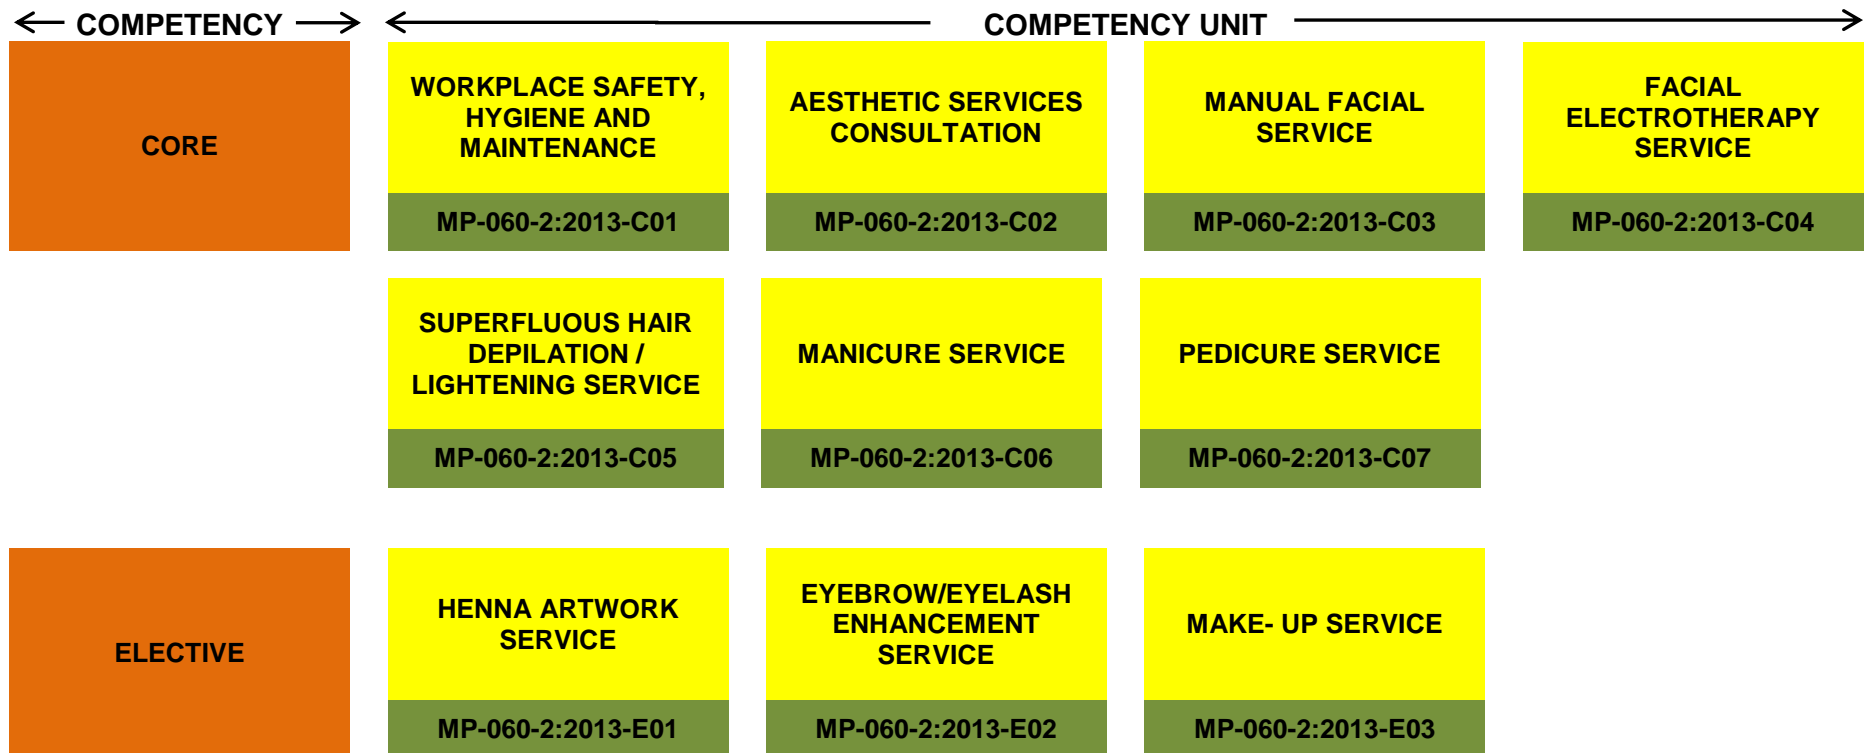 COMPETENCY
COMPETENCY UNIT
CORE
WORKPLACE SAFETY,
HYGIENE AND
MAINTENANCE
MP-060-2:2013-C01
AESTHETIC SERVICES
CONSULTATION
MP-060-2:2013-C02
MANUAL FACIAL
SERVICE
MP-060-2:2013-C03
FACIAL
ELECTROTHERAPY
SERVICE
MP-060-2:2013-C04
SUPERFLUOUS HAIR
DEPILATION /
LIGHTENING SERVICE
MP-060-2:2013-C05
MANICURE SERVICE
MP-060-2:2013-C06
PEDICURE SERVICE
MP-060-2:2013-C07
ELECTIVE
HENNA ARTWORK
SERVICE
MP-060-2:2013-E01
EYEBROW/EYELASH
ENHANCEMENT
SERVICE
MP-060-2:2013-E02
MAKE- UP SERVICE
MP-060-2:2013-E03